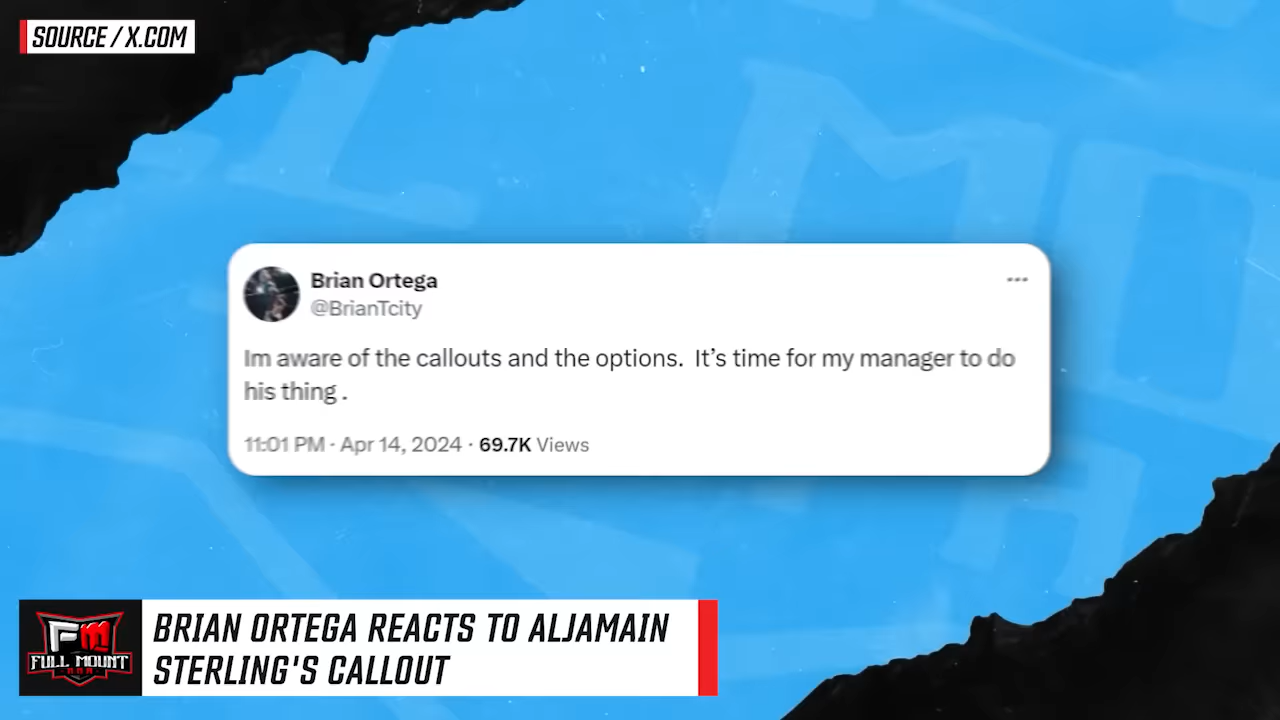 SOURCE / X.COM
Brian Ortega
@BrianTcity
Im aware of the callouts and the options.  It’s time for my manager to do
his thing .
11:01 PM · Apr 14, 2024 · 69.7K Views
FM
FULL MOUNT
MMA
BRIAN ORTEGA REACTS TO ALJAMAIN
STERLING'S CALLOUT